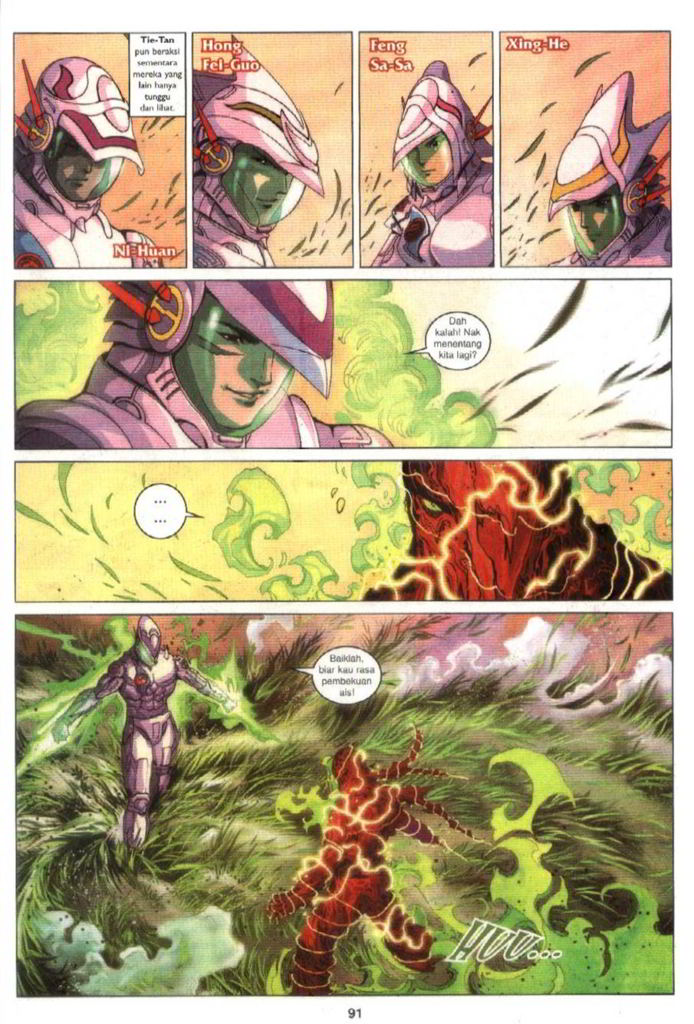 Tie-Tan
pun beraksi
sementara
mereka yang
lain hanya
tunggu
dan lihat.
Ni-Huan
Hong
Fei-Guo
Feng
Sa-Sa
Xing-He
Dah
kalah! Nak
menentang
kita lagi?
...
...
Baiklah,
biar kau rasa
pembekuan
ais!
HUU...
91